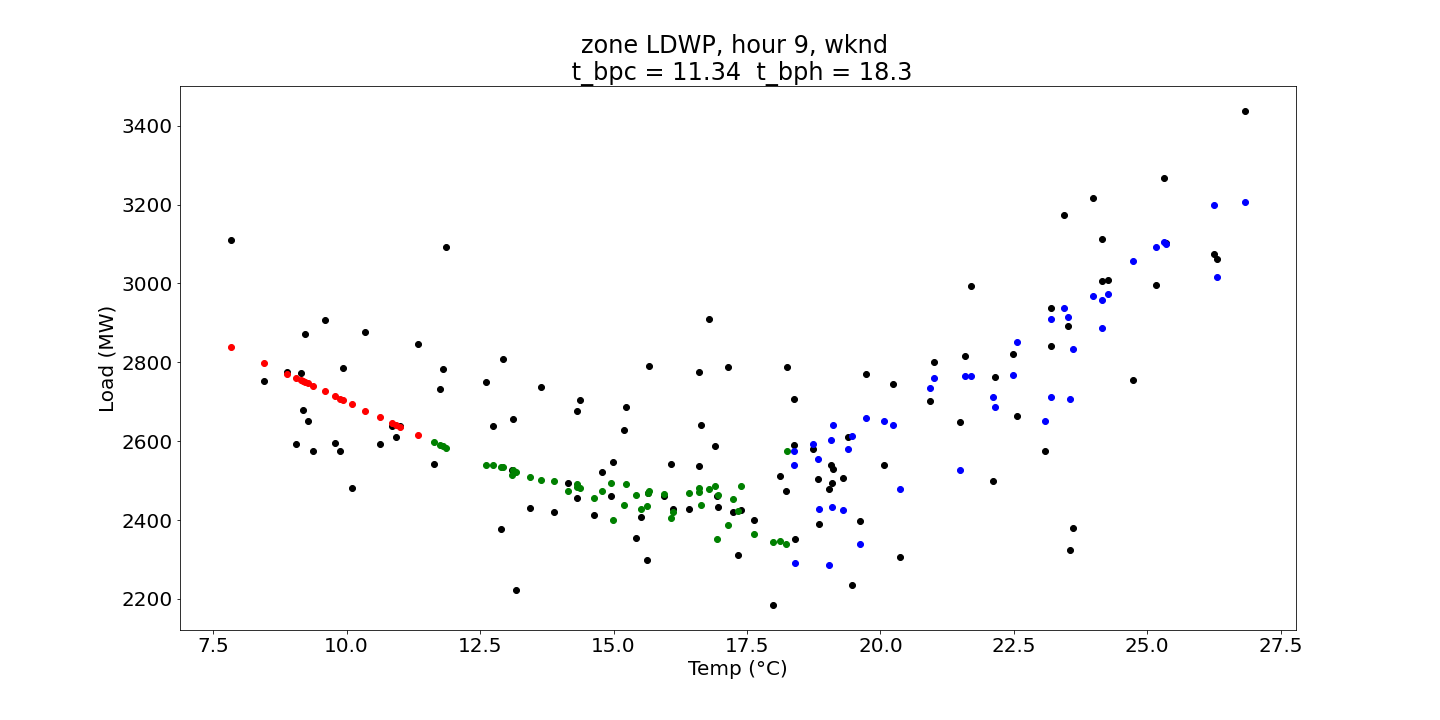 zone LDWP, hour 9, wknd
t_bpc = 11.34  t_bph = 18.3
3400
3200
3000
2800
2600
2400
2200
Load (MW)
7.5 10.0 12.5 15.0 17.5 20.0 22.5 25.0 27.5
Temp (°C)